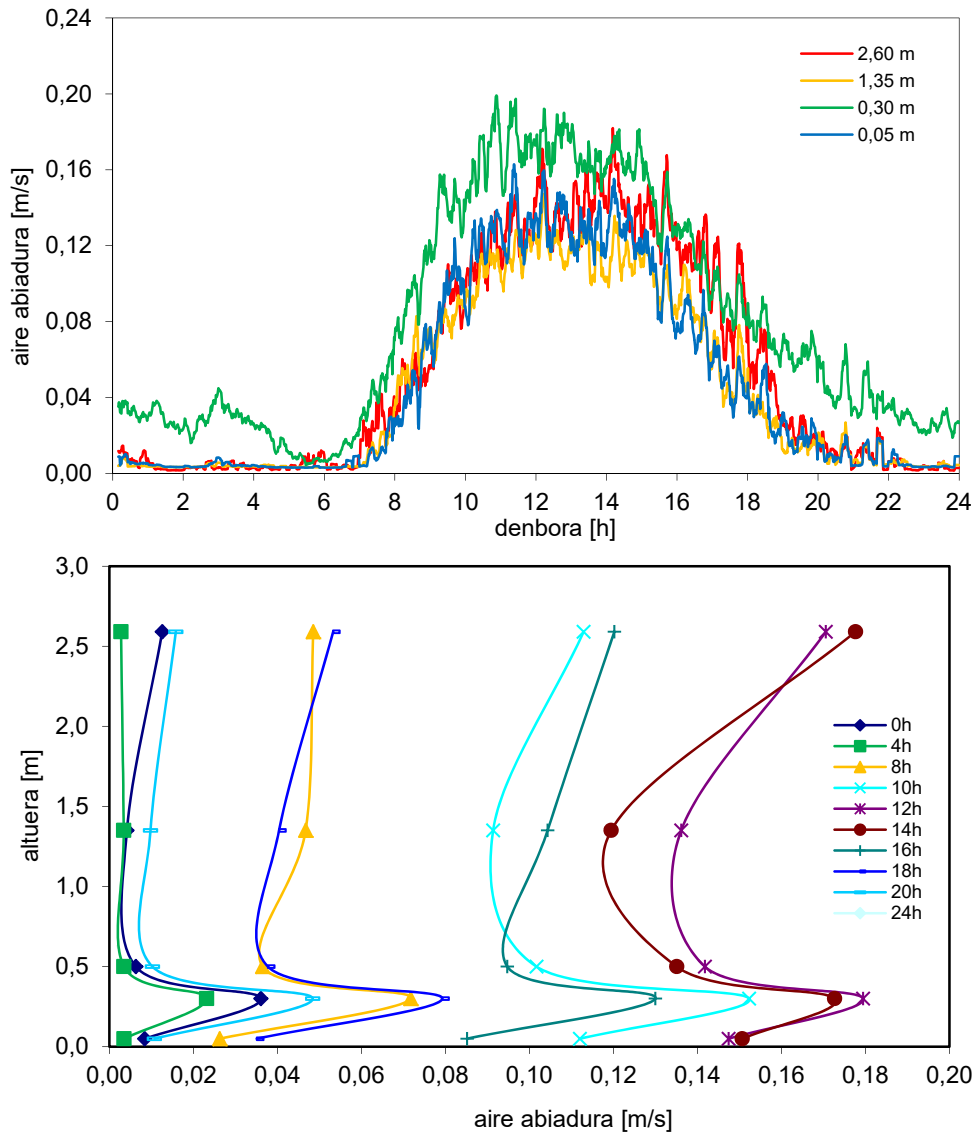 0,24
0,20
0,16
0,12
0,08
0,04
0,00
aire abiadura [m/s]
2,60 m
1,35 m
0,30 m
0,05 m
0 2 4 6 8 10 12 14 16 18 20 22 24
denbora [h]
3,0
2,5
2,0
1,5
1,0
0,5
0,0
altuera [m]
0h
4h
8h
10h
12h
14h
16h
18h
20h
24h
0,00 0,02 0,04 0,06 0,08 0,10 0,12 0,14 0,16 0,18 0,20
aire abiadura [m/s]